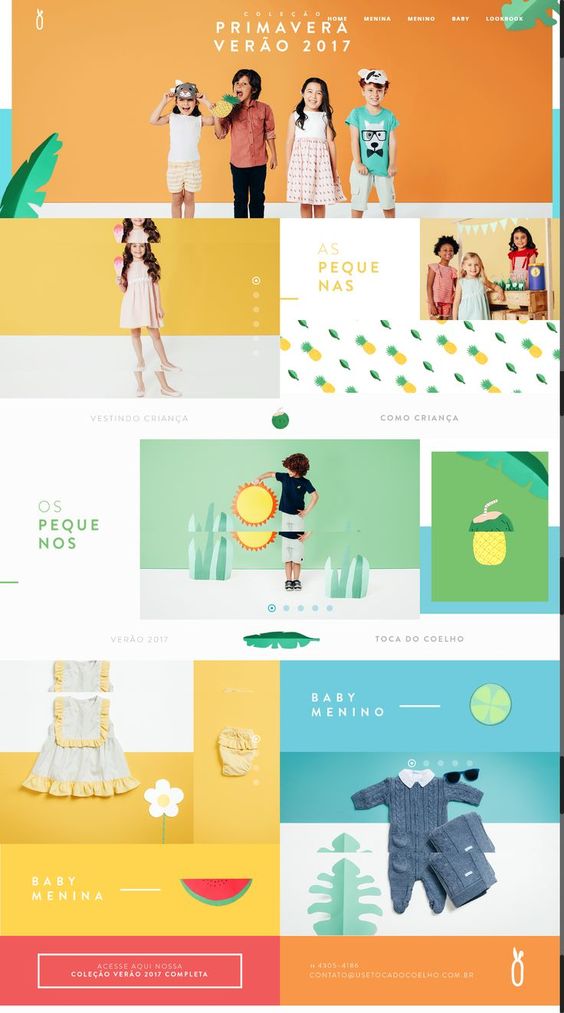 COLEÇÃO
PRIMAVERA
VERÃO 2017
HOME MENINA MENINO BABY LOOKBOOK
AS
PEQUE
NAS
VESTINDO CRIANÇA
COMO CRIANÇA
OS
PEQUE
NOS
VERÃO 2017
TOCA DO COELHO
BABY
MENINO
BABY
MENINA
ACESSE AQUI NOSSA
COLEÇÃO VERÃO 2017 COMPLETA
11 4305-4186
CONTATO@USETOCADOCOELHO.COM.BR